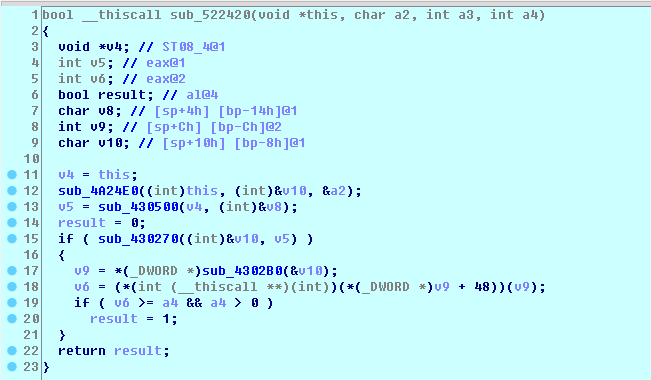 1 bool __thiscall sub_522420(void *this, char a2, int a3, int a4)
2 {
3 void *v4; // ST08_4@1
4 int v5; // eax@1
5 int v6; // eax@2
6 bool result; // al@4
7 char v8; // [sp+4h] [bp-14h]@1
8 int v9; // [sp+Ch] [bp-Ch]@2
9 char v10; // [sp+10h] [bp-8h]@1
10
11 v4 = this;
12 sub_4A24E0((int)this, (int)&v10, &a2);
13 v5 = sub_430500(v4, (int)&v8);
14 result = 0;
15 if ( sub_430270((int)&v10, v5) )
16 {
17 v9 = *(_DWORD *)sub_4302B0(&v10);
18 v6 = (*(int (__thiscall **)(int))(*(_DWORD *)v9 + 48))(v9);
19 if ( v6 >= a4 && a4 > 0 )
20 result = 1;
21 }
22 return result;
23 }